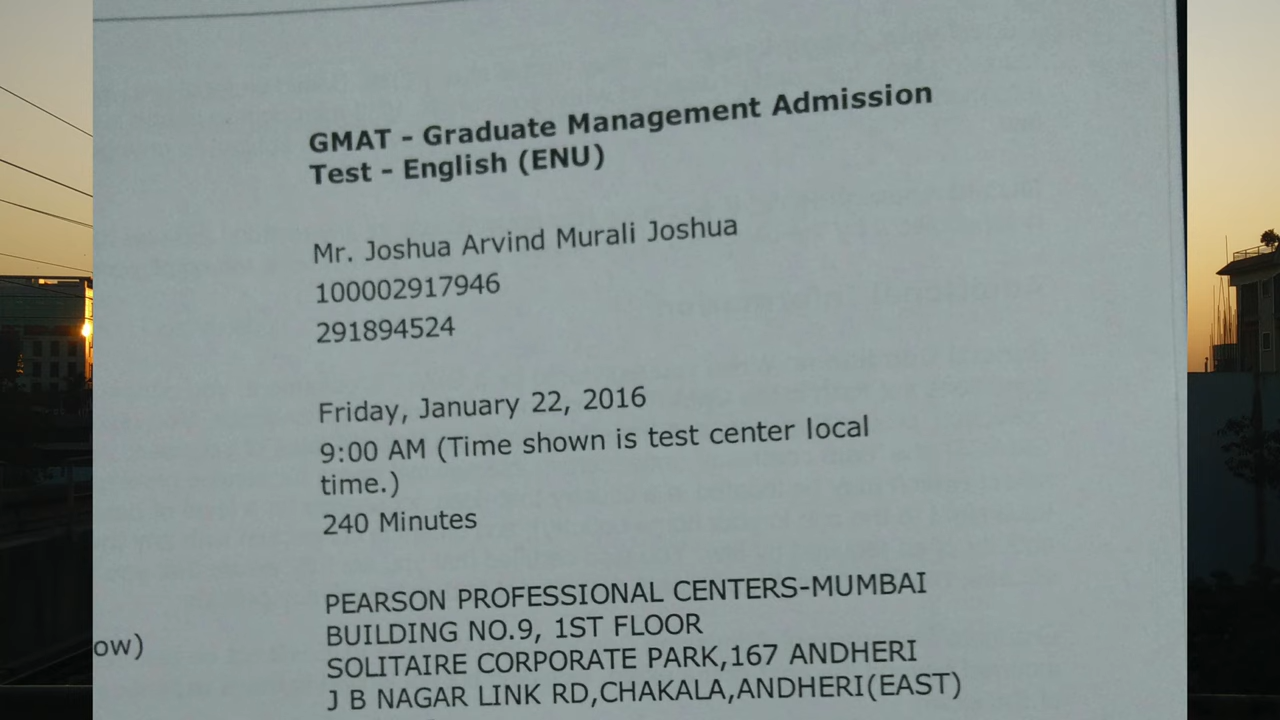 GMAT - Graduate Management Admission
Test - English (ENU)
Mr. Joshua Arvind Murali Joshua
100002917946
291894524
Friday, January 22, 2016
9:00 AM (Time shown is test center local
time.)
240 Minutes
PEARSON PROFESSIONAL CENTERS-MUMBAI
ow) BUILDING NO.9, 1ST FLOOR
SOLITAIRE CORPORATE PARK,167 ANDHERI
J B NAGAR LINK RD,CHAKALA,ANDHERI(EAST)